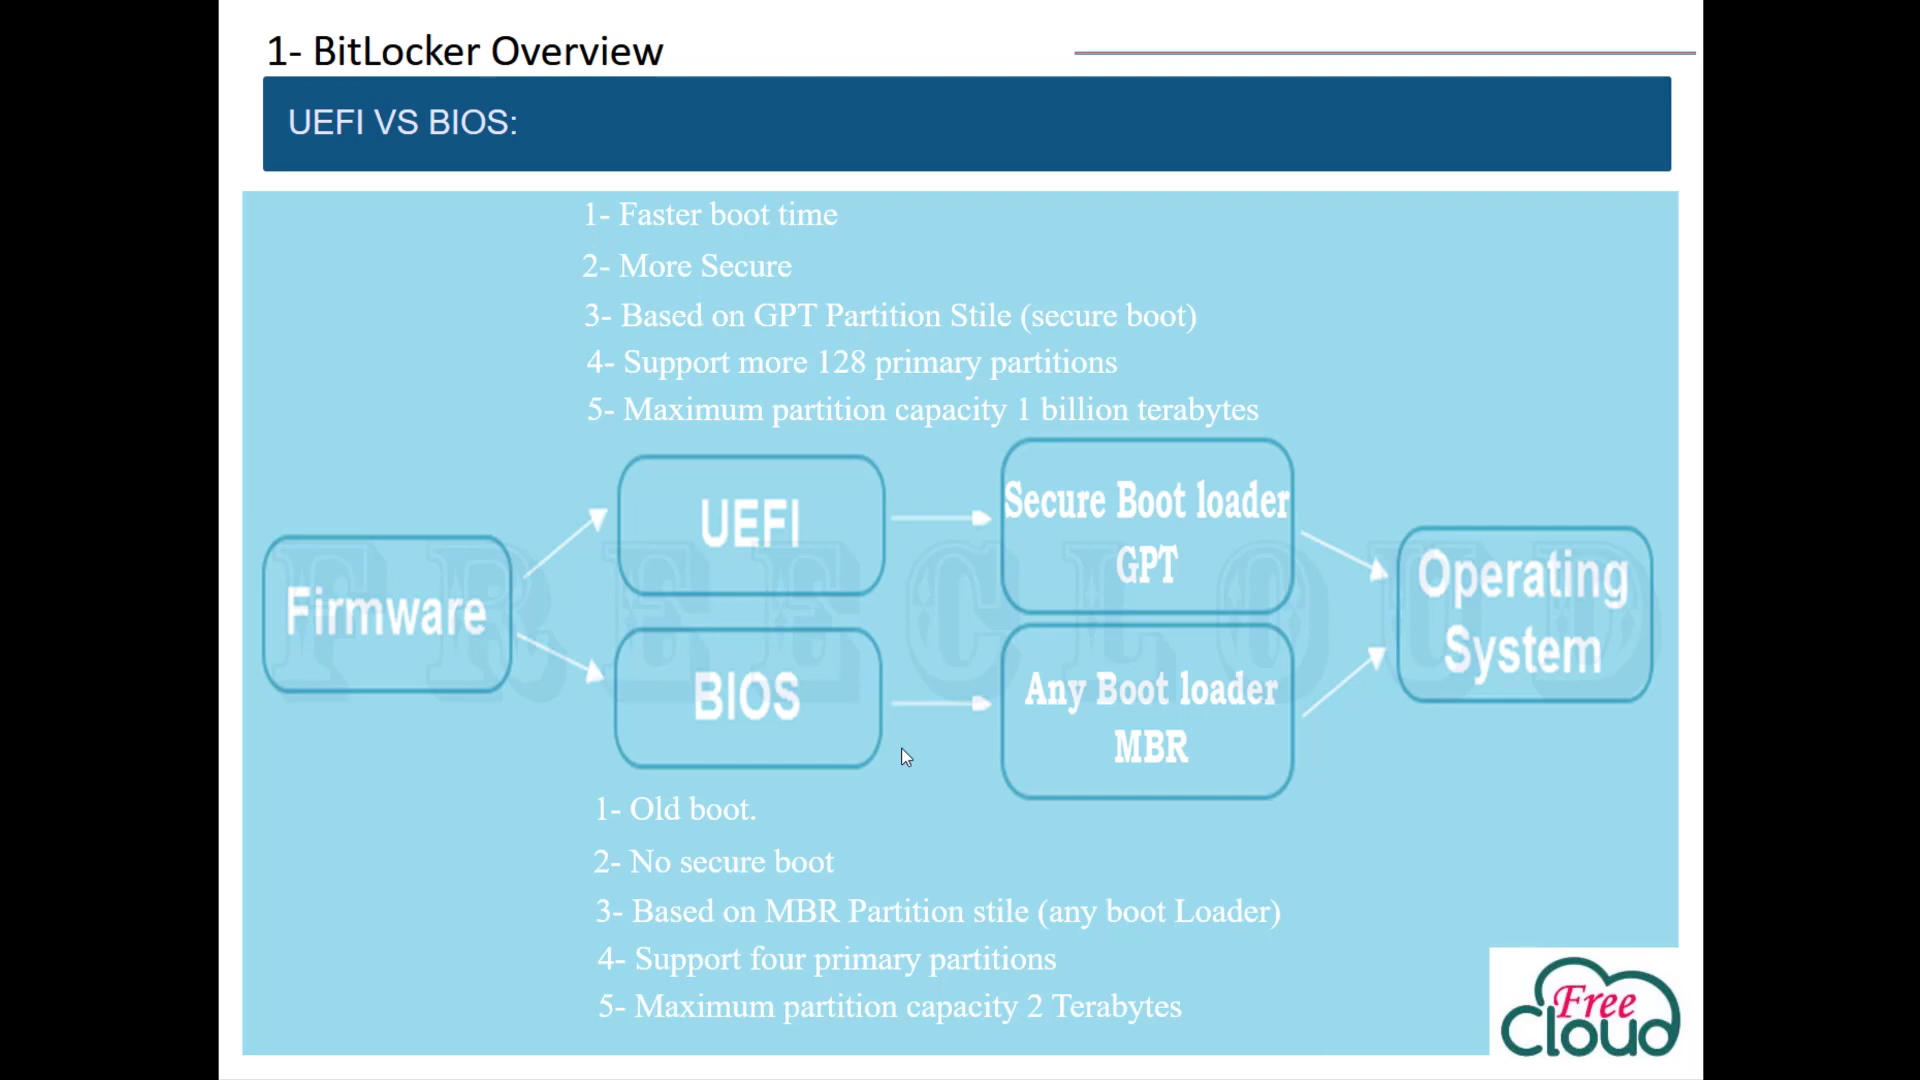 1- BitLocker Overview
UEFI VS BIOS:
1- Faster boot time
2- More Secure
3- Based on GPT Partition Stile (secure boot)
4- Support more 128 primary partitions
5- Maximum partition capacity 1 billion terabytes
Firmware
UEFI
Secure Boot loader
GPT
BIOS
Any Boot loader
MBR
Operating
System
FREECLOUD
1- Old boot.
2- No secure boot
3- Based on MBR Partition stile (any boot Loader)
4- Support four primary partitions
5- Maximum partition capacity 2 Terabytes
Free
Cloud